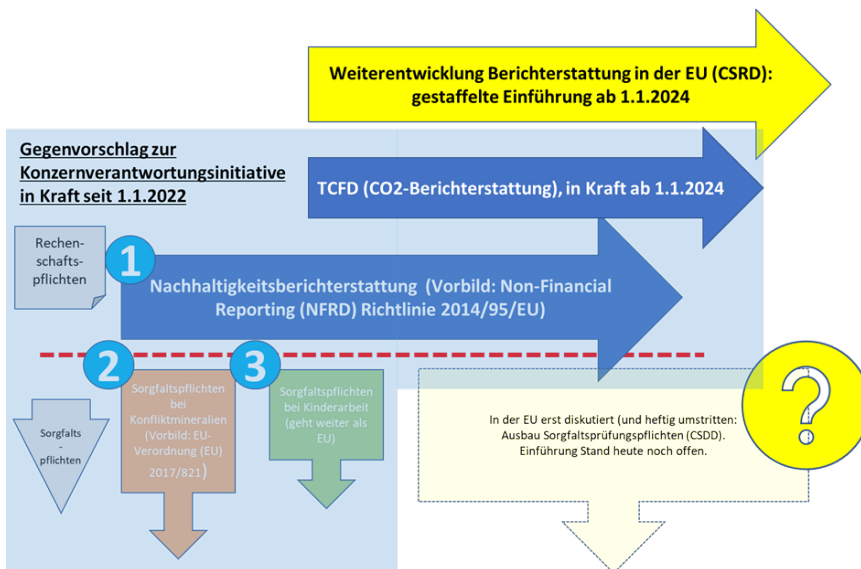 Weiterentwicklung Berichterstattung in der EU (CSRD):
gestaffelte Einführung ab 1.1.2024
Gegenvorschlag zur
Konzernverantwortungsinitiative
in Kraft seit 1.1.2022
TCFD (CO2-Berichterstattung), in Kraft ab 1.1.2024
Rechen-
schafts-
pflichten
1
Nachhaltigkeitsberichterstattung (Vorbild: Non-Financial
Reporting (NFRD) Richtlinie 2014/95/EU)
2
3
Sorgfalts
-
pflichten
Sorgfaltspflichten
bei
Konfliktmineralien
(Vorbild: EU-
Verordnung (EU)
2017/821)
Sorgfaltspflichten
bei Kinderarbeit
(geht weiter als
EU)
In der EU erst diskutiert (und heftig umstritten:
Ausbau Sorgfaltsprüfungspflichten (CSDD).
Einführung Stand heute noch offen.
?